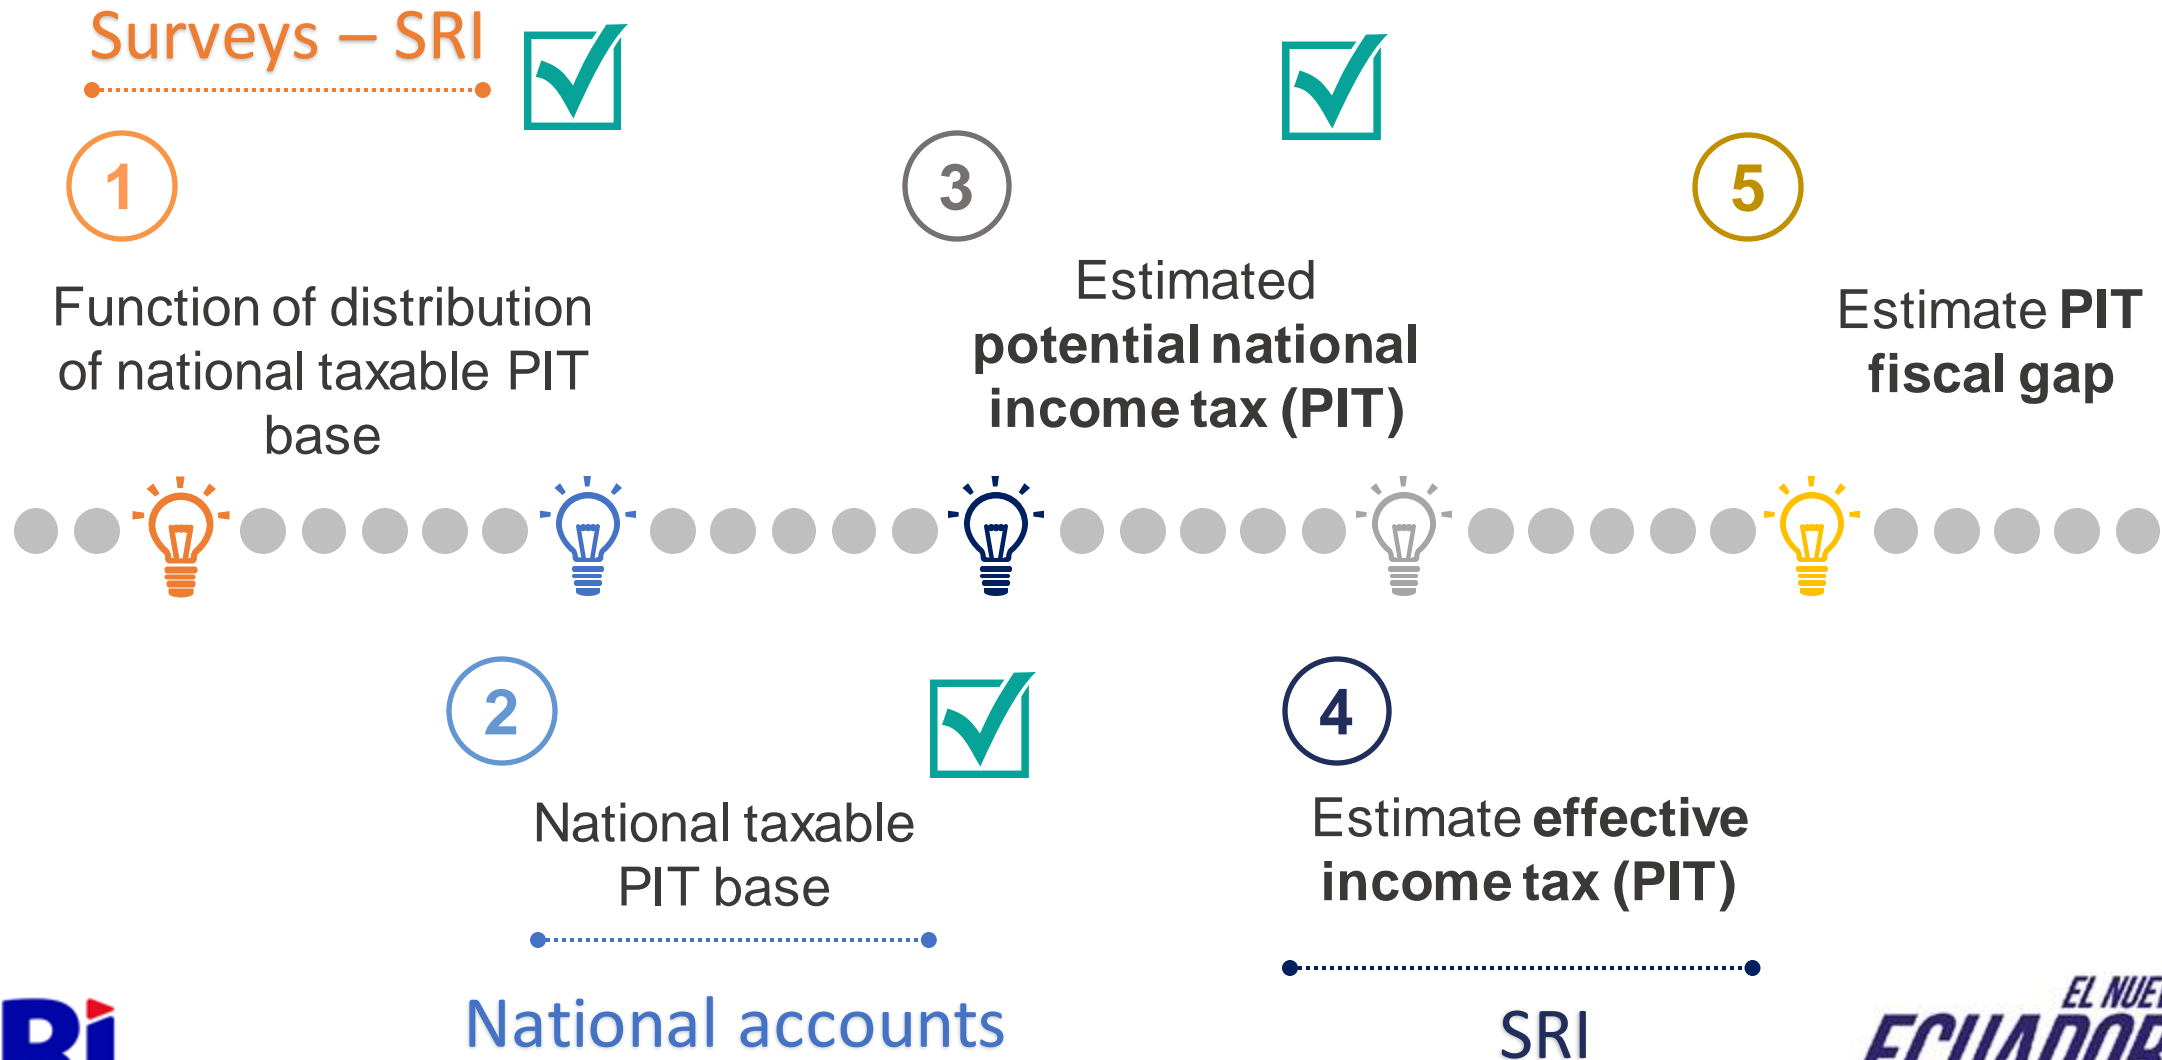 Surveys – SRI
1
Function of distribution
of national taxable PIT
base
2
National taxable
PIT base
National accounts
3
Estimated
potential national
income tax (PIT)
4
Estimate effective
income tax (PIT)
SRI
5
Estimate PIT
fiscal gap
EL
ECUADOR